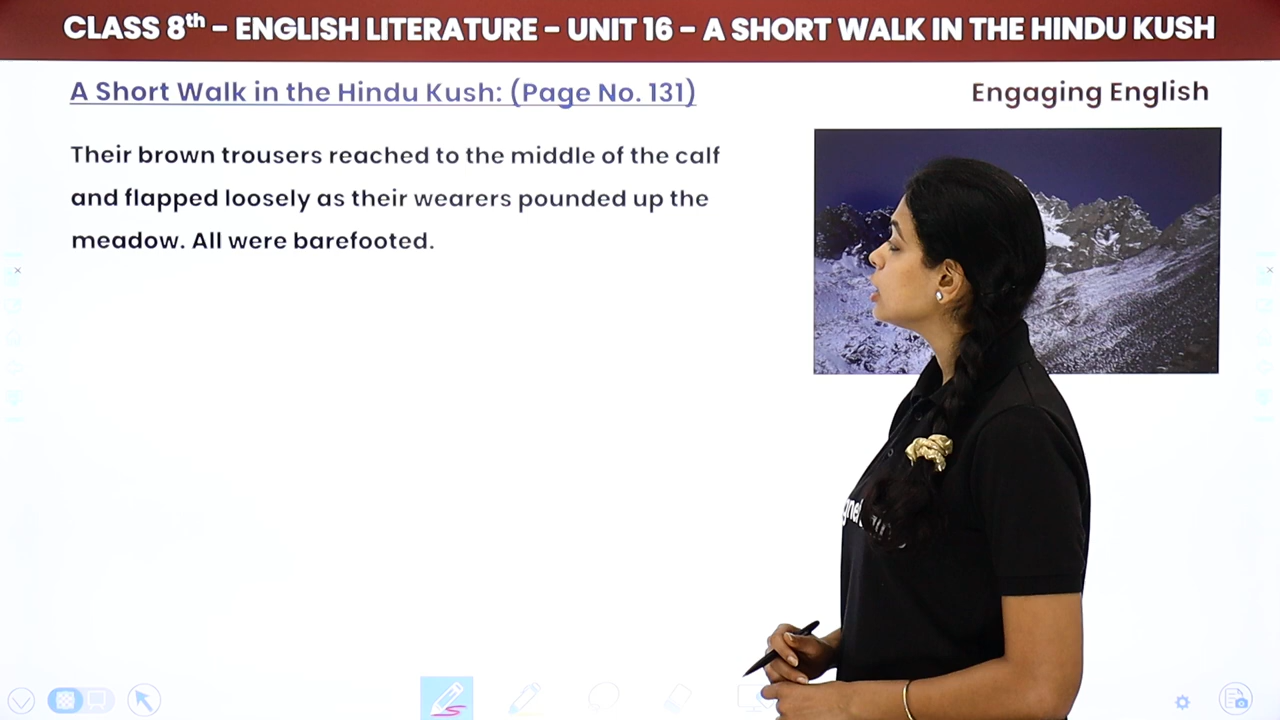 CLASS 8th – ENGLISH LITERATURE – UNIT 16 – A SHORT WALK IN THE HINDU KUSH
A Short Walk in the Hindu Kush: (Page No. 131)
Engaging English
Their brown trousers reached to the middle of the calf
and flapped loosely as their wearers pounded up the
meadow. All were barefooted.